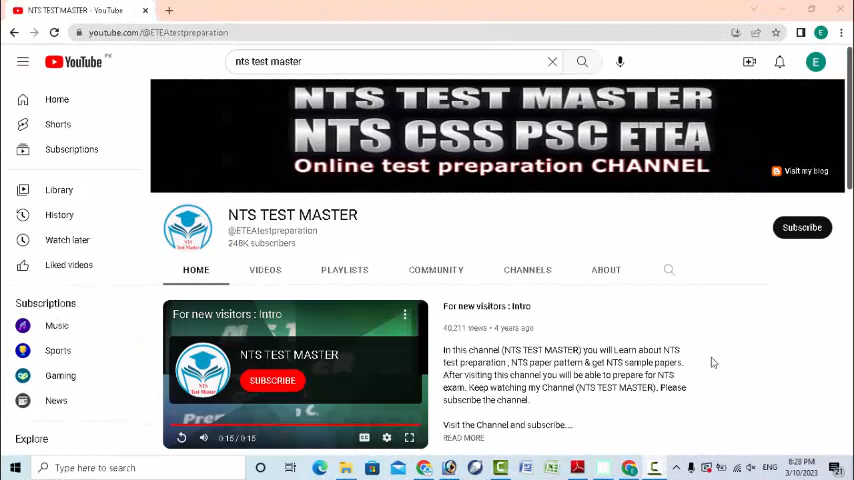 NTS TEST MASTER - YouTube
youtube.com/@ETEAtestpreparation
YouTube PK
nts test master
Home
Shorts
Subscriptions
Library
History
Watch later
Liked videos
Subscriptions
Music
Sports
Gaming
News
Explore
NTS TEST MASTER
NTS CSS PSC ETEA
Online test preparation CHANNEL
Visit my blog
NTS TEST MASTER
@ETEAtestpreparation
248K subscribers
Subscribe
HOME VIDEOS PLAYLISTS COMMUNITY CHANNELS ABOUT
For new visitors : Intro
NTS TEST MASTER
SUBSCRIBE
0:15 / 0:15
For new visitors : Intro
40,211 views • 4 years ago
In this channel (NTS TEST MASTER) you will Learn about NTS
test preparation , NTS paper pattern & get NTS sample papers.
After visiting this channel you will be able to prepare for NTS
exam. Keep watching my Channel (NTS TEST MASTER). Please
subscribe the channel.
Visit the Channel and subscribe....
READ MORE
Type here to search
ENG
8:28 PM
3/10/2023